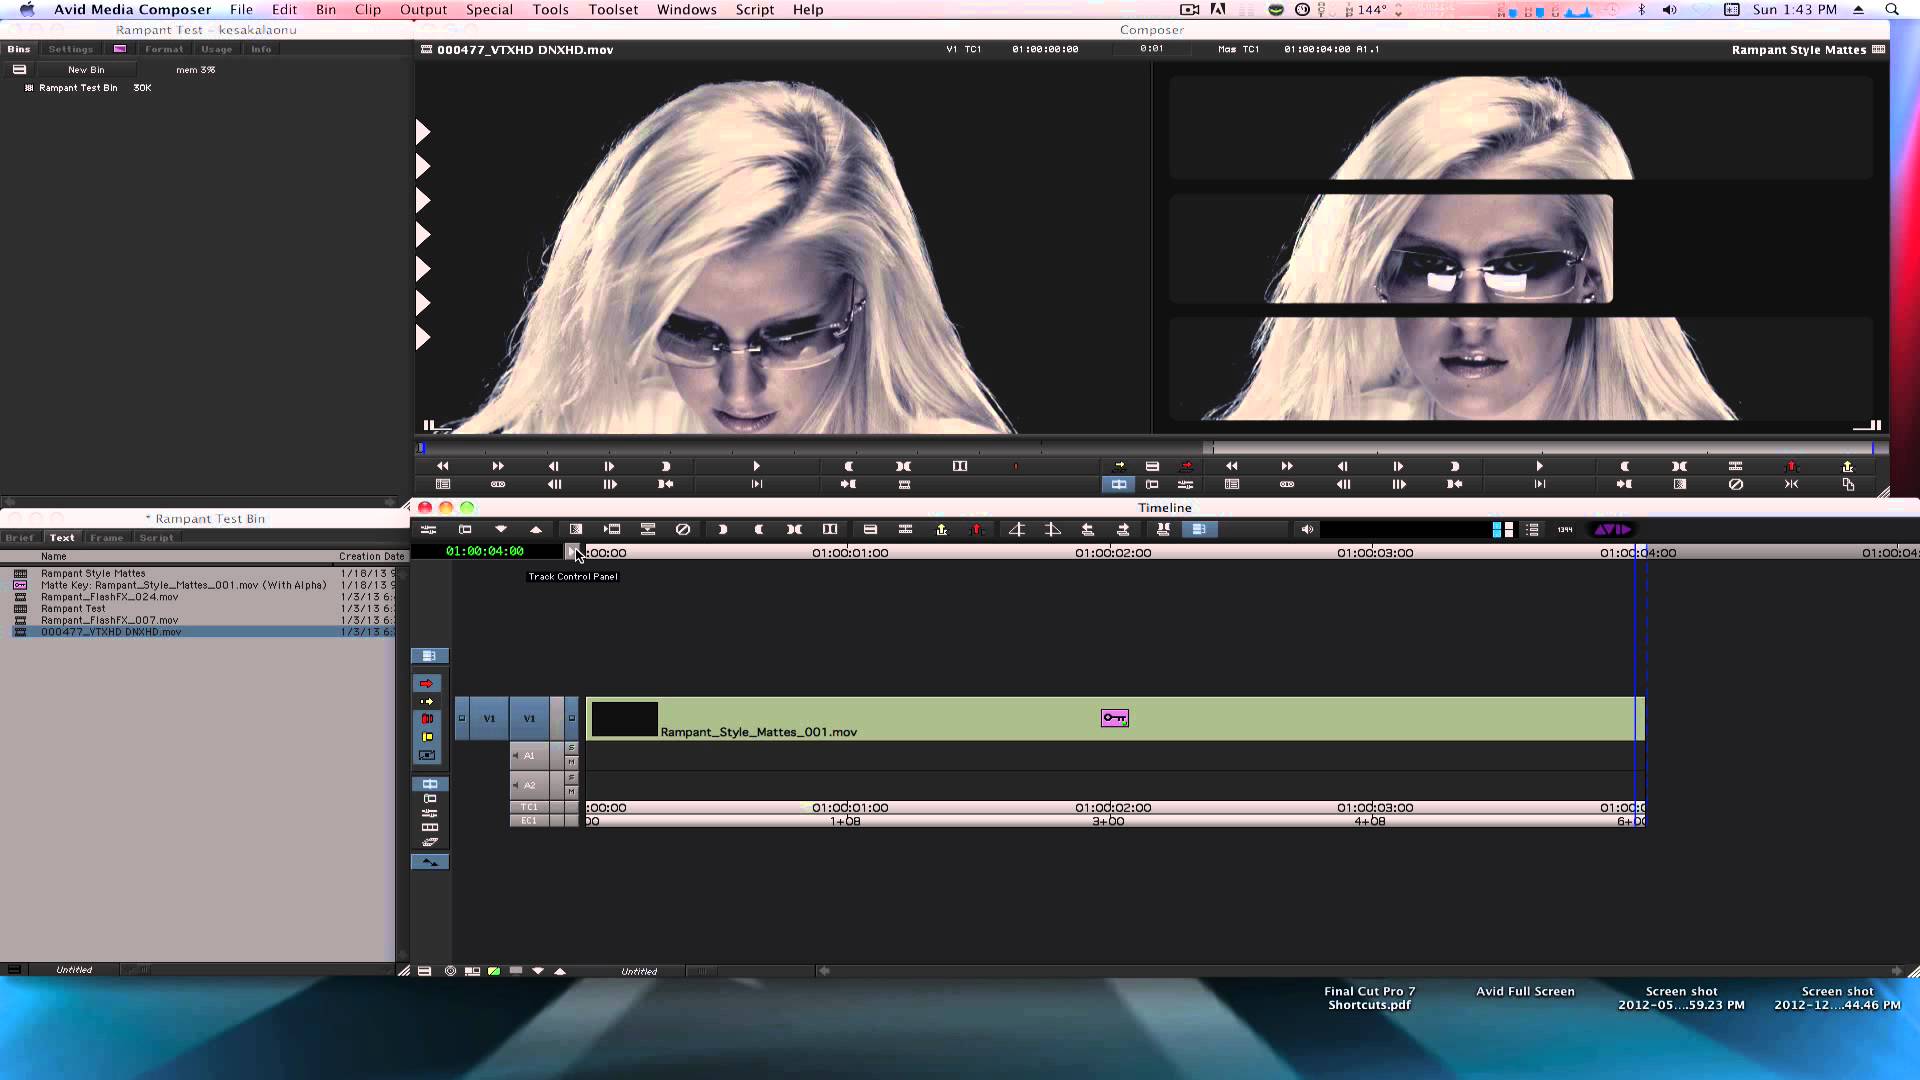 Avid Media Composer File Edit Bin Clip Output Special Tools Toolset Windows Script Help 144° Sun 1:43 PM
Rampant Test - kesakalaonu
Composer
Bins Settings Format Usage Info
000477_VTXHD DNXHD.mov V1 TC1 01:00:00:00 0:01 Mas TC1 01:00:04:00 A1.1 Rampant Style Mattes
New Bin mem 3%
Rampant Test Bin 30K
Timeline
* Rampant Test Bin
Brief Text Frame Script
1394 AVID
01:00:04:00 :00:00 01:00:01:00 01:00:02:00 01:00:03:00 01:00:04:00 01:00:04
Name Creation Date
Track Control Panel
Rampant Style Mattes 1/18/13 9
Matte Key: Rampant_Style_Mattes_001.mov (With Alpha) 1/18/13 9
Rampant_FlashFX_024.mov 1/3/13 6:
Rampant Test 1/3/13 6:
Rampant_FlashFX_007.mov 1/3/13 6:
000477_VTXHD DNXHD.mov 1/3/13 6:
V1 V1
Rampant_Style_Mattes_001.mov
A1 S
M
A2 S
M
TC1 :00:00 01:00:01:00 01:00:02:00 01:00:03:00 01:00:0
EC1 00 1+08 3+00 4+08 6+00
Untitled
Untitled
Final Cut Pro 7 Shortcuts.pdf
Avid Full Screen
Screen shot 2012-05....59.23 PM
Screen shot 2012-12....44.46 PM